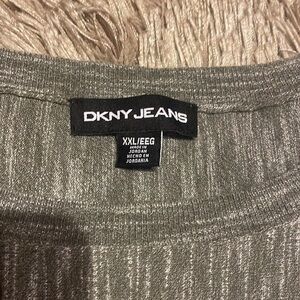 DKNY JEANS
XXL/EEG
MADE IN
JORDAN
HECHO EN
JORDANIA